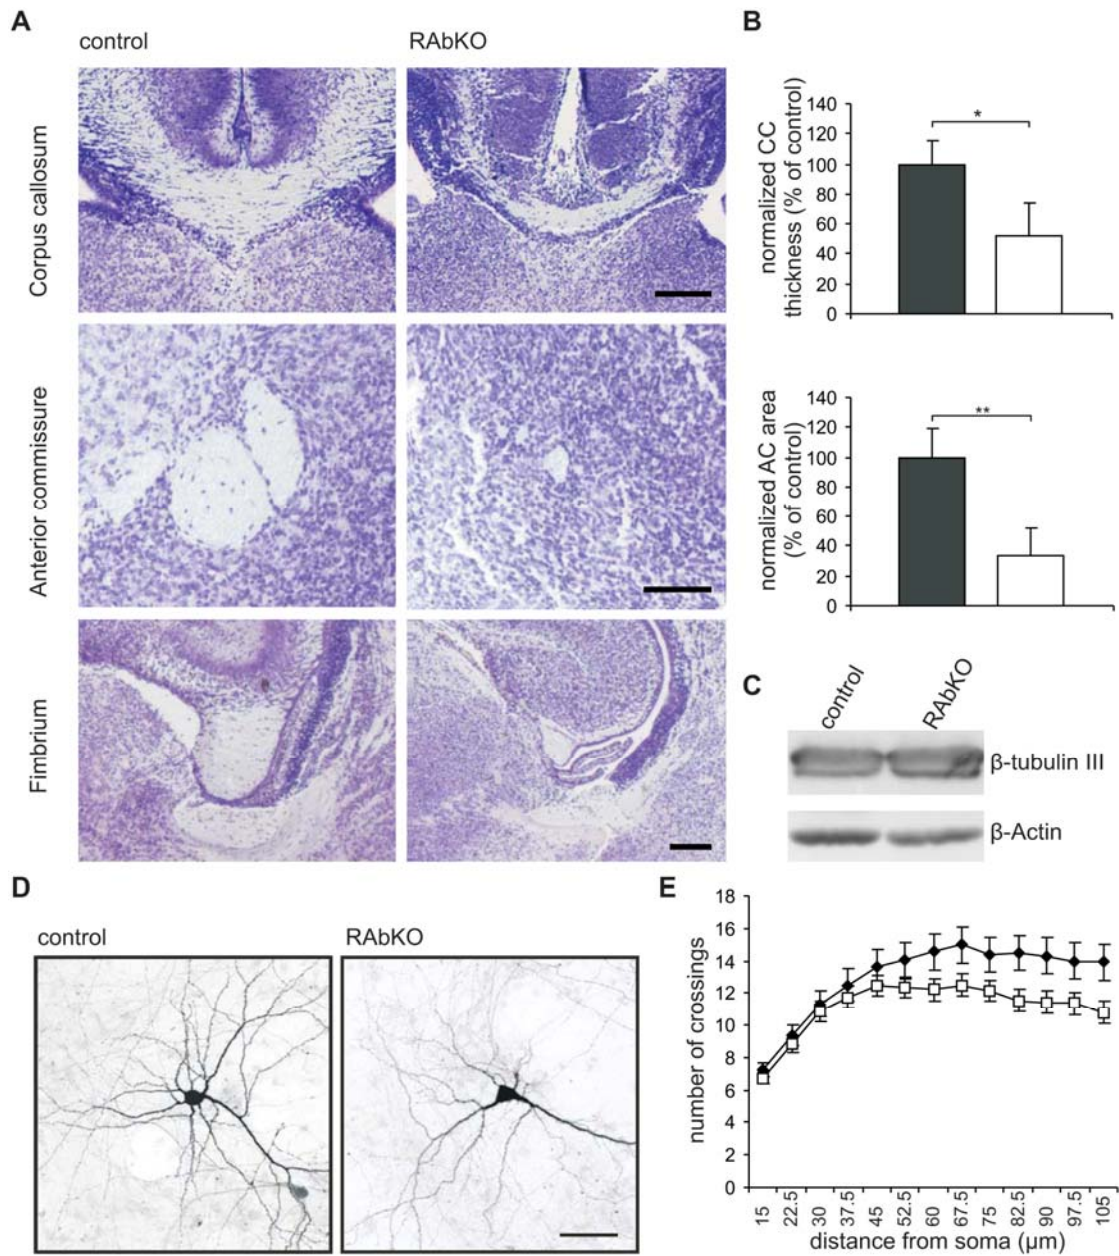 A
control
RAbKO
Corpus callosum
Anterior commissure
Fimbrium
B
normalized CC
thickness (% of control)
140
120
100
80
60
40
20
0
*
normalized AC area
(% of control)
140
120
100
80
60
40
20
0
**
C
control
RAbKO
β-tubulin III
β-Actin
D
control
RAbKO
E
number of crossings
18
16
14
12
10
8
6
4
2
0
15
22.5
30
37.5
45
52.5
60
67.5
75
82.5
90
97.5
105
distance from soma (μm)